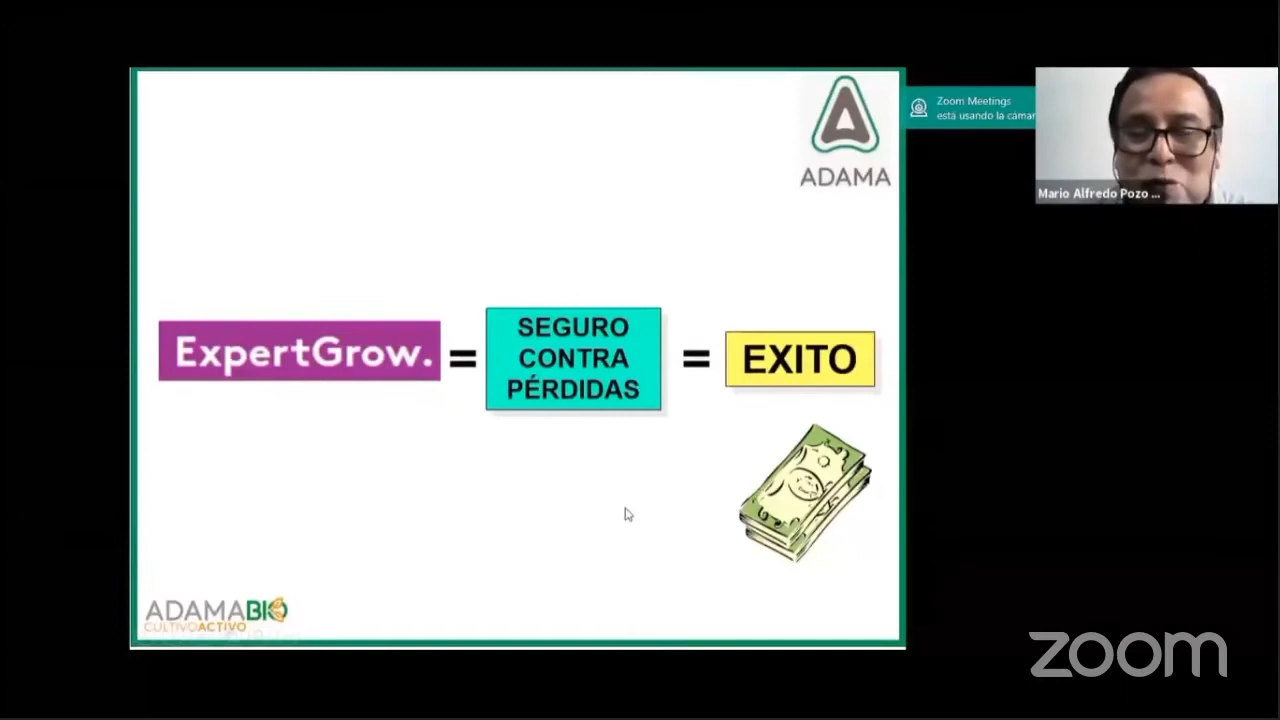 ADAMA
Zoom Meetings
está usando la cámar
Mario Alfredo Pozo ...
ExpertGrow.
=
SEGURO
CONTRA
PÉRDIDAS
=
EXITO
ADAMABIO
CULTIVOACTIVO
zoom